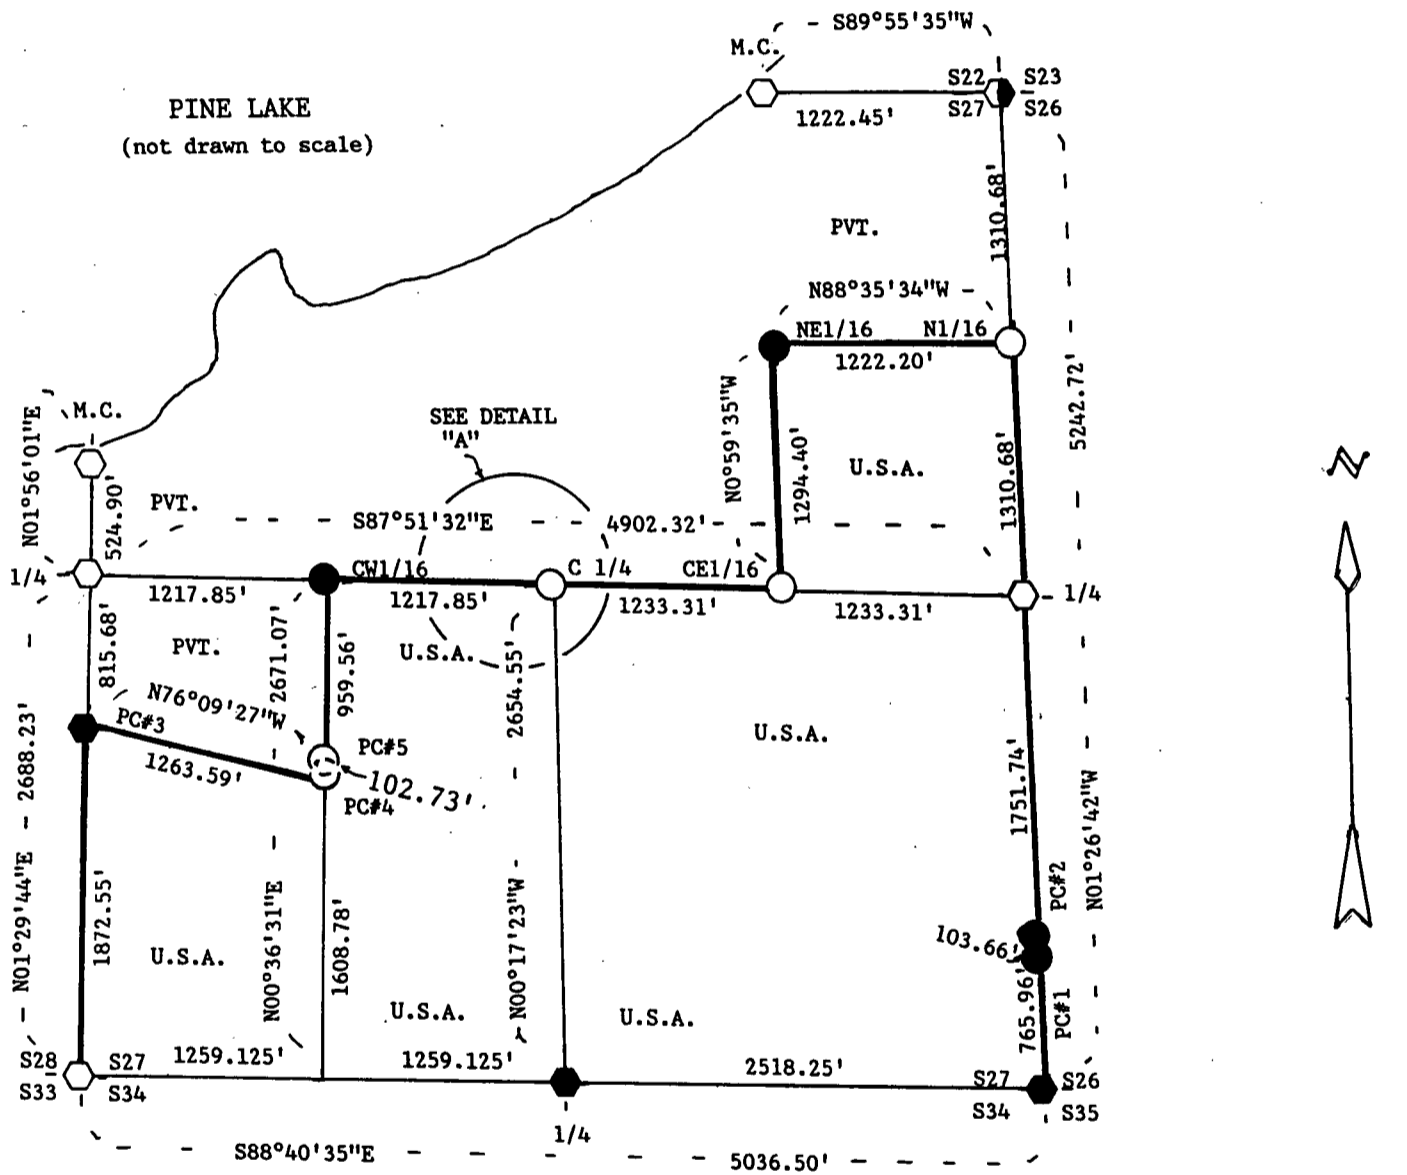 S89°55'35"W
M.C.
S22 S23
S27 S26
1222.45'
PINE LAKE
(not drawn to scale)
1310.68'
PVT.
N88°35'34"W
NE1/16 N1/16
1222.20'
5242.72'
N0°59'35"W
1294.40'
1310.68'
U.S.A.
N01°56'01"E
M.C.
524.90'
SEE DETAIL
"A"
PVT.
S87°51'32"E 4902.32'
1/4
CW1/16
C 1/4
CE1/16
1/4
1217.85'
1217.85'
1233.31'
1233.31'
815.68'
PVT.
2671.07'
959.56'
U.S.A.
2654.55'
N76°09'27"W
PC#3
1263.59'
PC#5
102.73'
PC#4
U.S.A.
1751.74'
N01°26'42"W
N01°29'44"E - 2688.23'
1872.55'
U.S.A.
N00°36'31"E
1608.78'
N00°17'23"W
PC#2
103.66'
765.96'
PC#1
U.S.A.
U.S.A.
S28 S27
S33 S34
1259.125'
1259.125'
2518.25'
S27 S26
S34 S35
1/4
S88°40'35"E 5036.50'
N